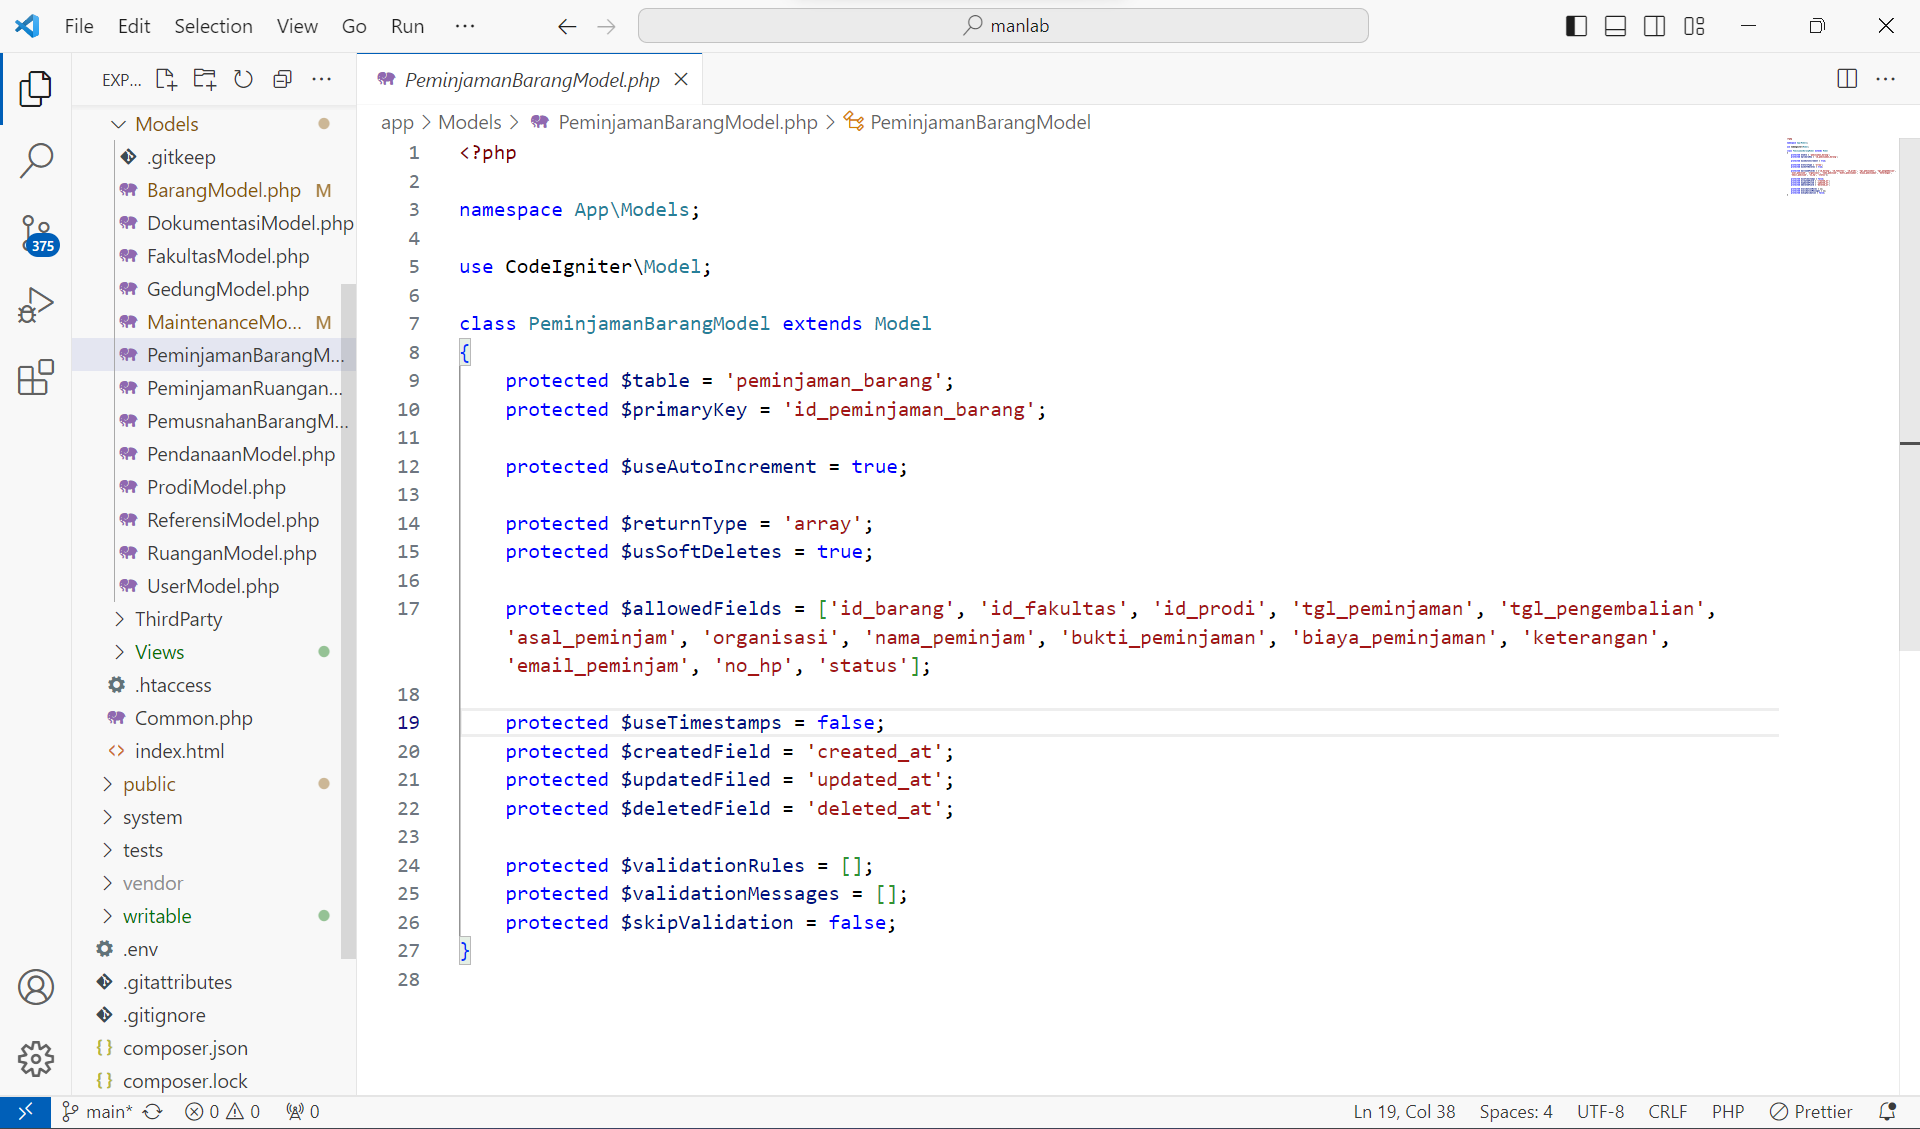 File Edit Selection View Go Run ···
manlab
EXP... ···
Models
.gitkeep
BarangModel.php M
DokumentasiModel.php
FakultasModel.php
GedungModel.php
MaintenanceMo... M
PeminjamanBarangM...
PeminjamanRuangan...
PemusnahanBarangM...
PendanaanModel.php
ProdiModel.php
ReferensiModel.php
RuanganModel.php
UserModel.php
ThirdParty
Views
.htaccess
Common.php
index.html
public
system
tests
vendor
writable
.env
.gitattributes
.gitignore
composer.json
composer.lock
375
PeminjamanBarangModel.php
app > Models > PeminjamanBarangModel.php > PeminjamanBarangModel
1 <?php
2
3 namespace App\Models;
4
5 use CodeIgniter\Model;
6
7 class PeminjamanBarangModel extends Model
8 {
9 protected $table = 'peminjaman_barang';
10 protected $primaryKey = 'id_peminjaman_barang';
11
12 protected $useAutoIncrement = true;
13
14 protected $returnType = 'array';
15 protected $usSoftDeletes = true;
16
17 protected $allowedFields = ['id_barang', 'id_fakultas', 'id_prodi', 'tgl_peminjaman', 'tgl_pengembalian',
'asal_peminjam', 'organisasi', 'nama_peminjam', 'bukti_peminjaman', 'biaya_peminjaman', 'keterangan',
'email_peminjam', 'no_hp', 'status'];
18
19 protected $useTimestamps = false;
20 protected $createdField = 'created_at';
21 protected $updatedFiled = 'updated_at';
22 protected $deletedField = 'deleted_at';
23
24 protected $validationRules = [];
25 protected $validationMessages = [];
26 protected $skipValidation = false;
27 }
28
main* 0 0 0 Ln 19, Col 38 Spaces: 4 UTF-8 CRLF PHP Prettier